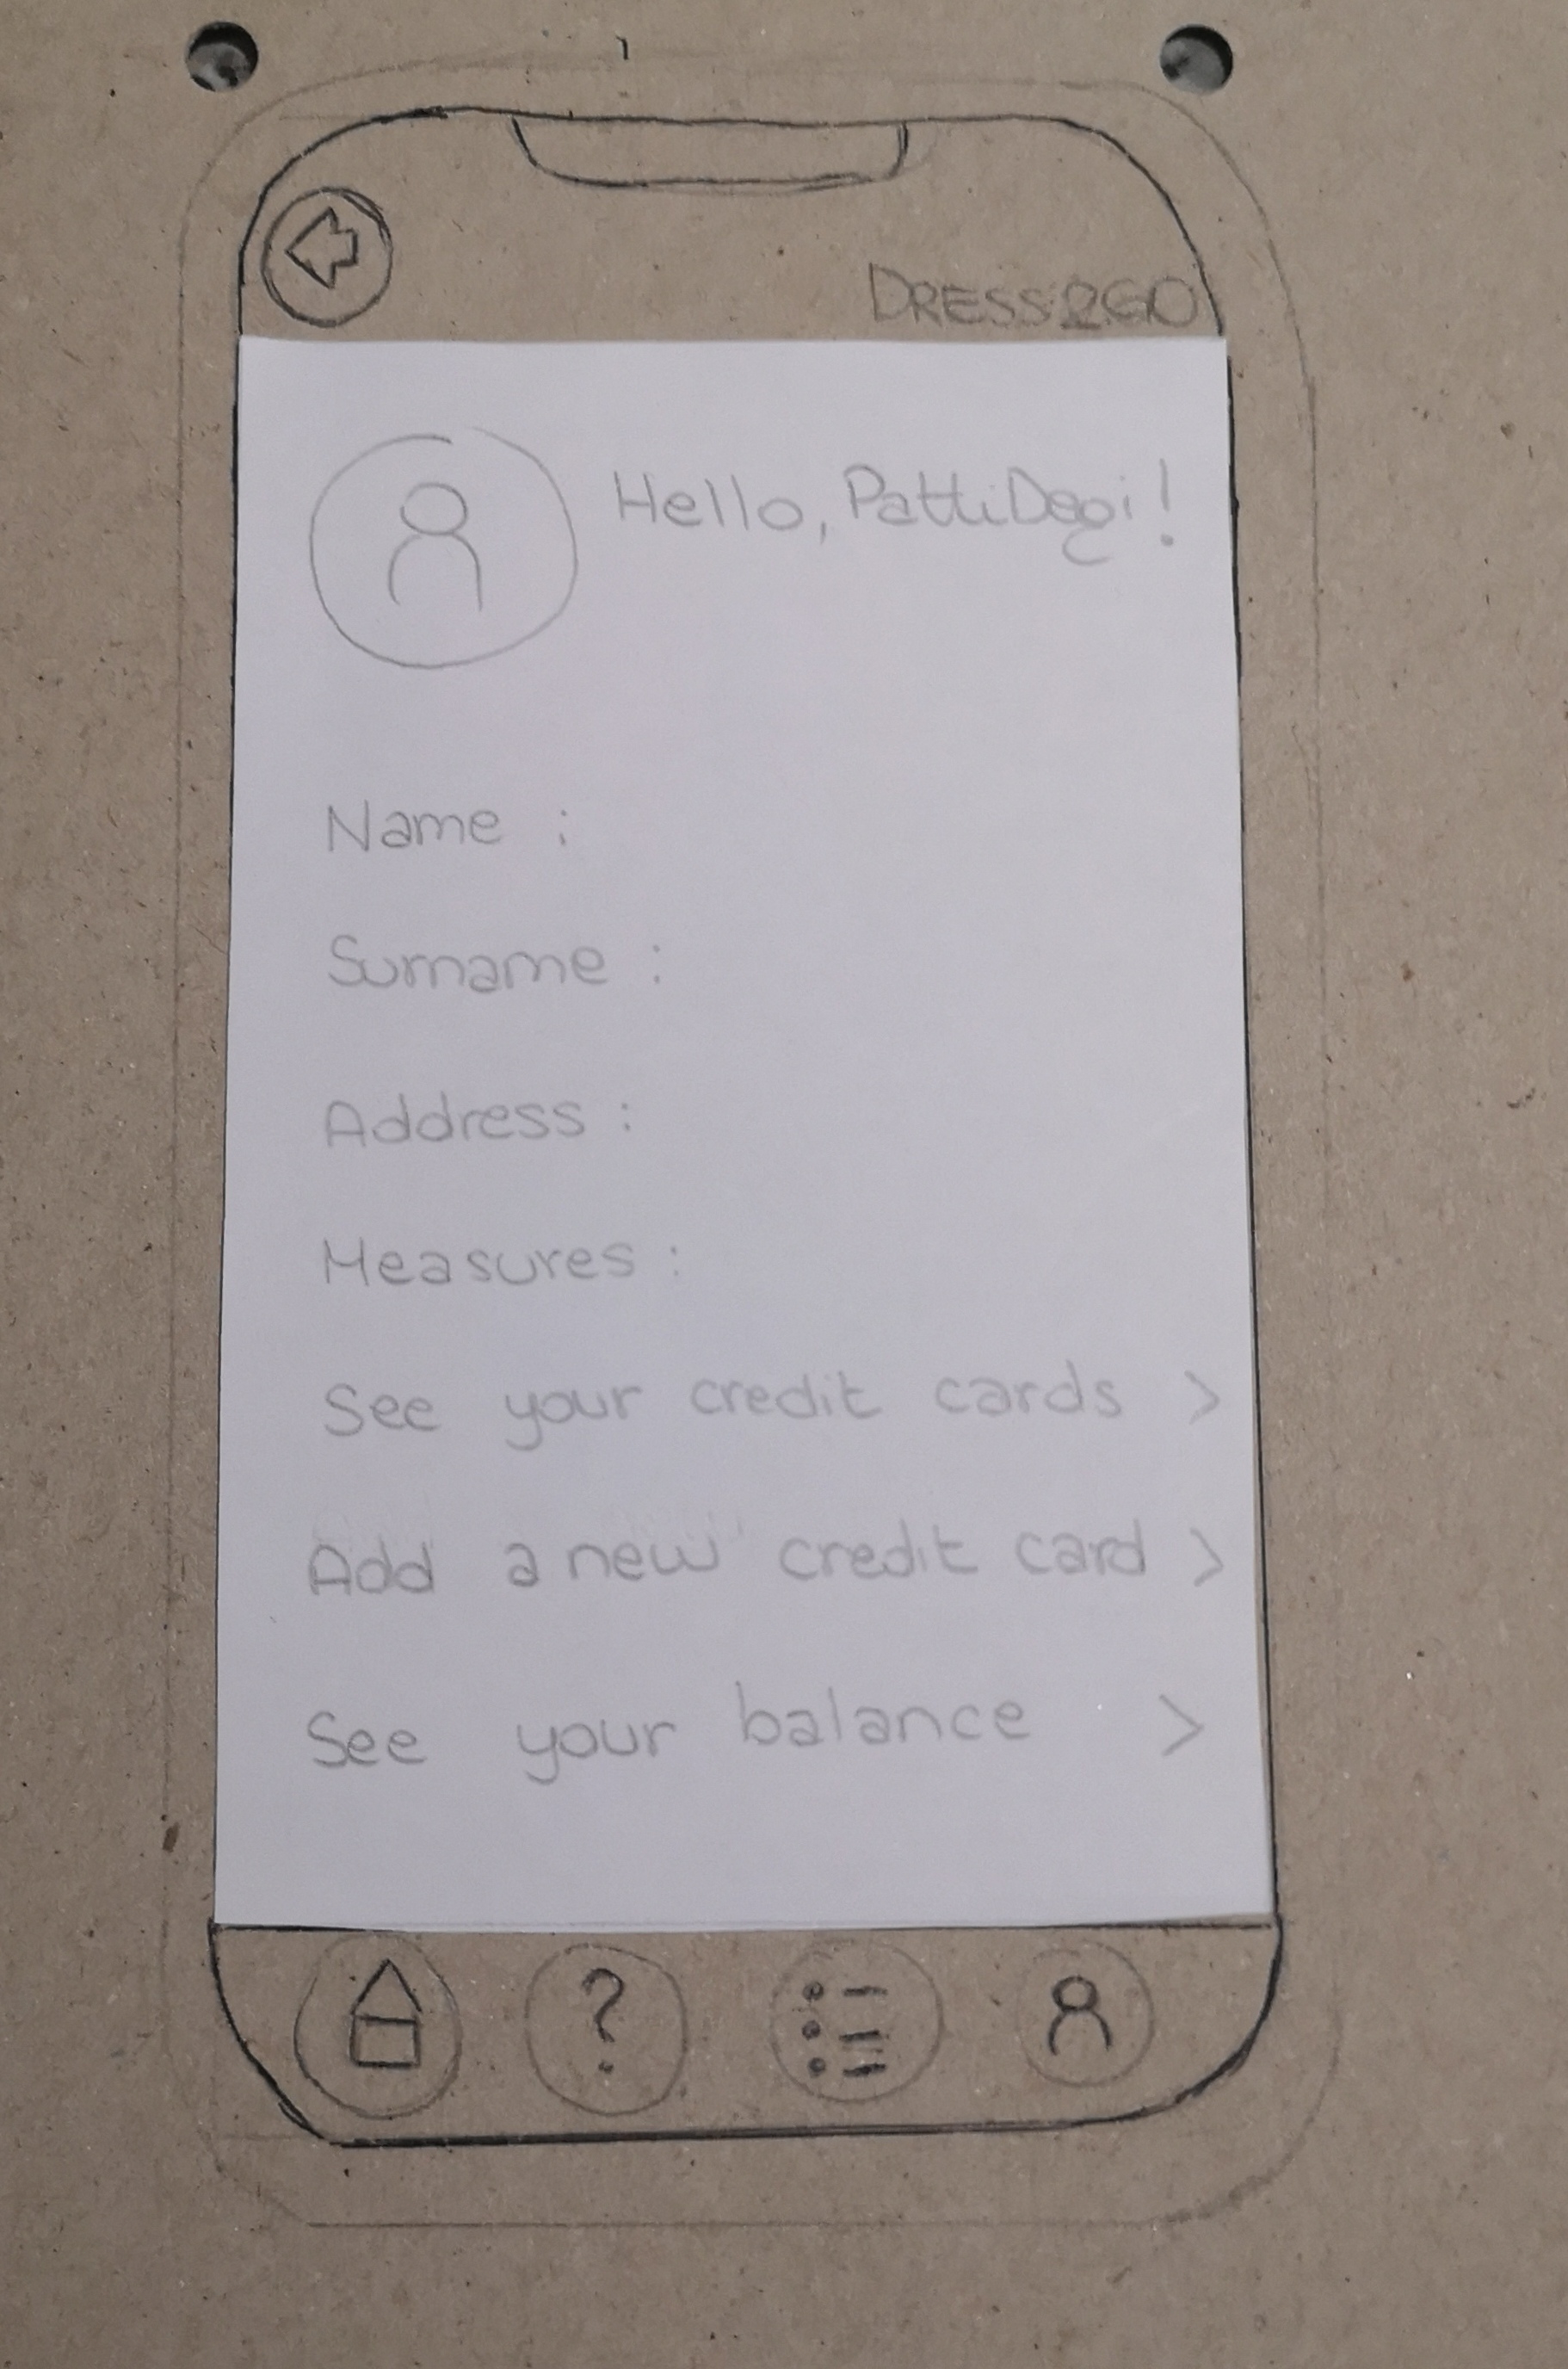 DRESS2GO
Hello, PattiDegi!
Name :
Surname :
Address :
Measures :
See your credit cards >
Add a new credit card >
See your balance >
?